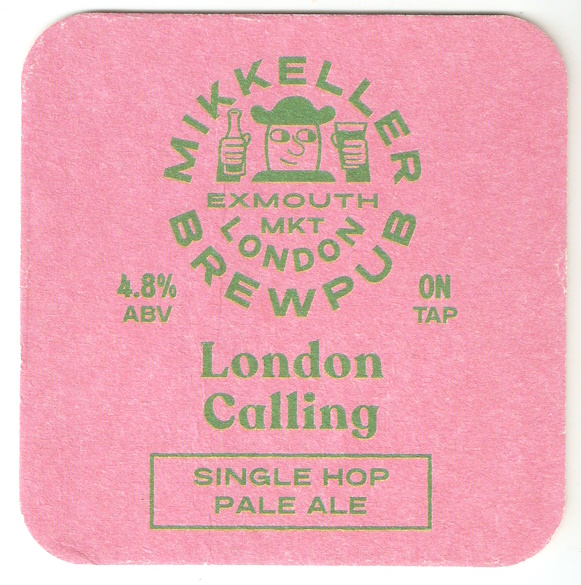 MIKKELLER
EXMOUTH
MKT
LONDON
BREWPUB
4.8%
ABV
ON
TAP
London
Calling
SINGLE HOP
PALE ALE